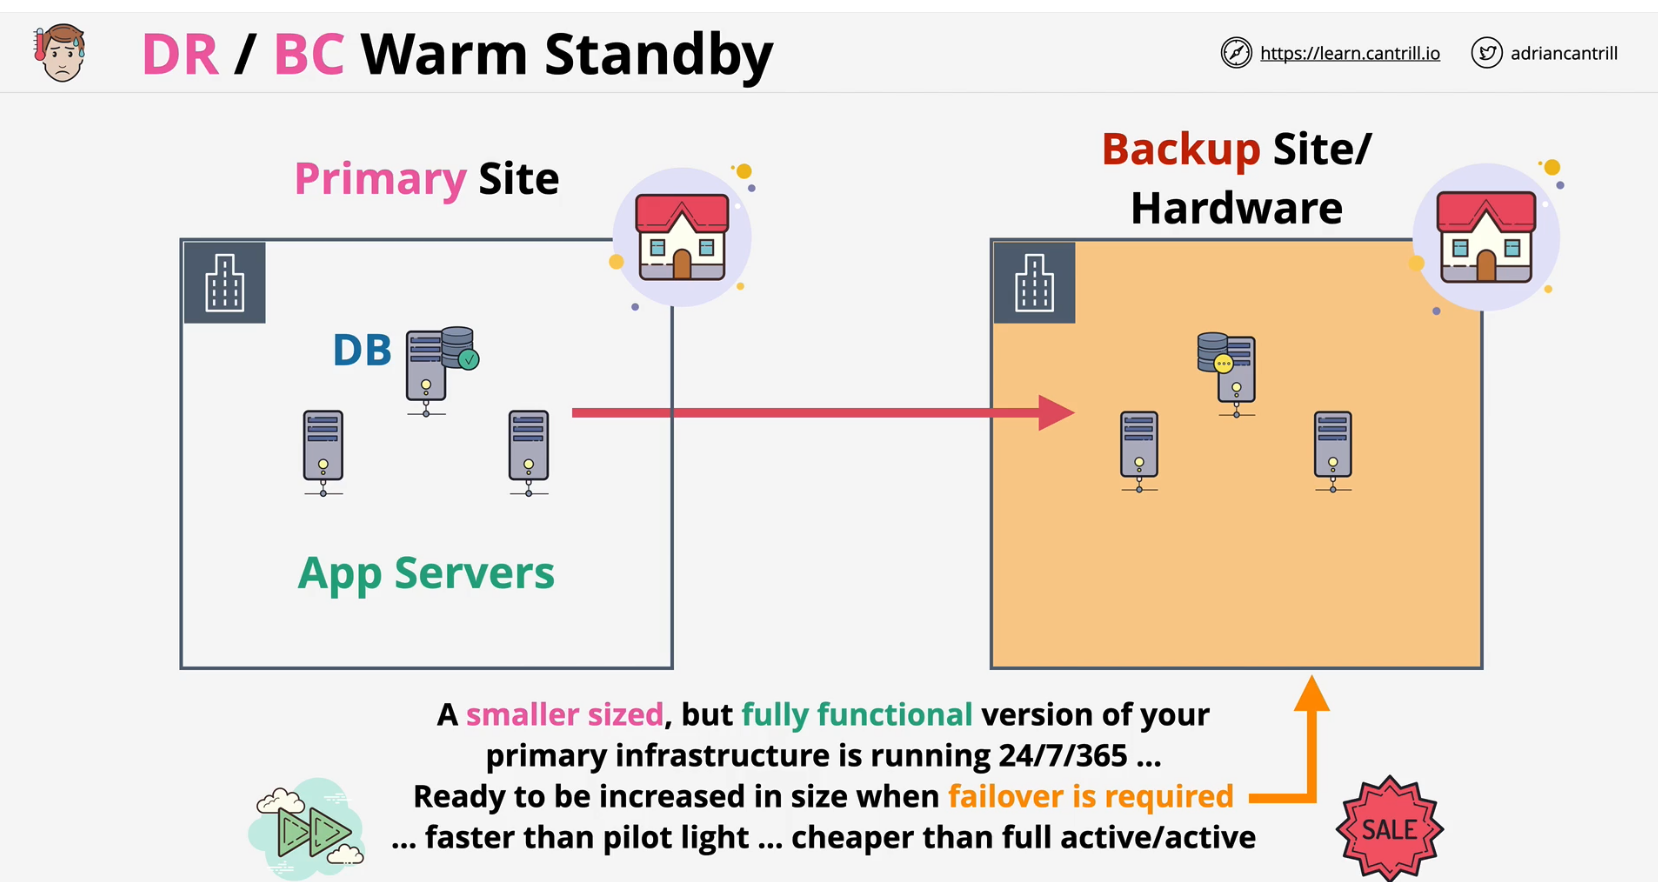 DR / BC Warm Standby
https://learn.cantrill.io
adriancantrill
Primary Site
Backup Site/
Hardware
DB
App Servers
A smaller sized, but fully functional version of your
primary infrastructure is running 24/7/365 ...
Ready to be increased in size when failover is required
... faster than pilot light ... cheaper than full active/active
SALE